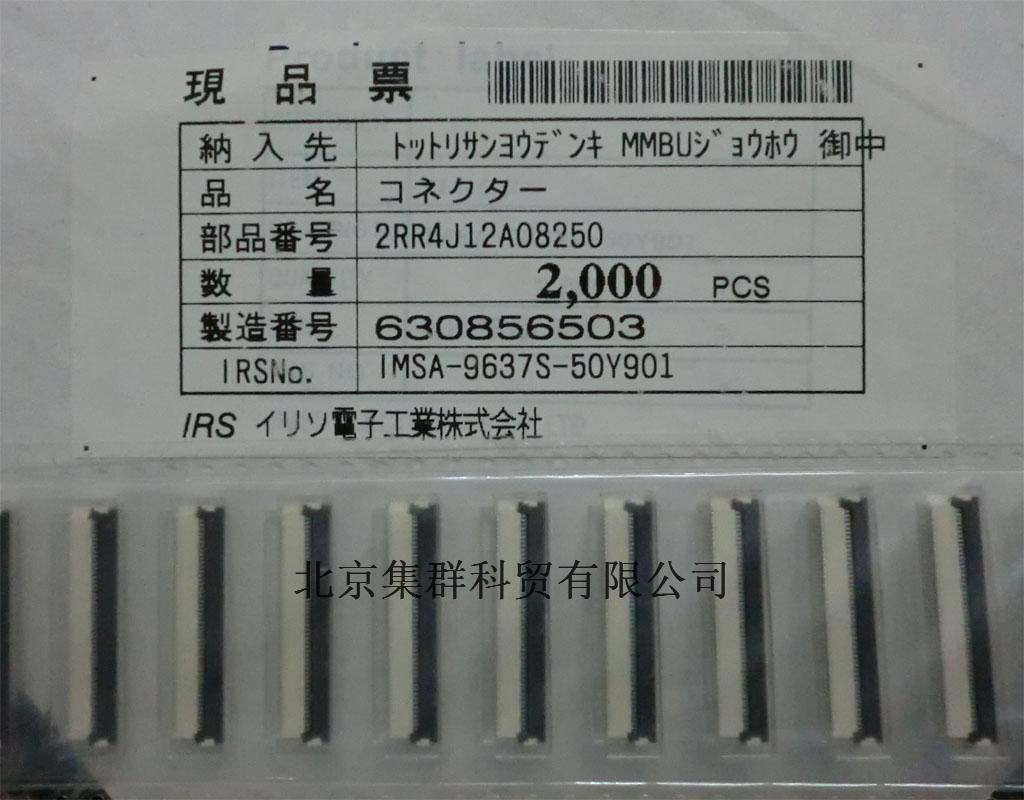 現品票
納入先 トットリサンヨウデンキ MMBUジョウホウ 御中
品名 コネクター
部品番号 2RR4J12A08250
数量 2,000 PCS
製造番号 630856503
IRSNo. IMSA-9637S-50Y901
IRS イリソ電子工業株式会社
北京集群科贸有限公司